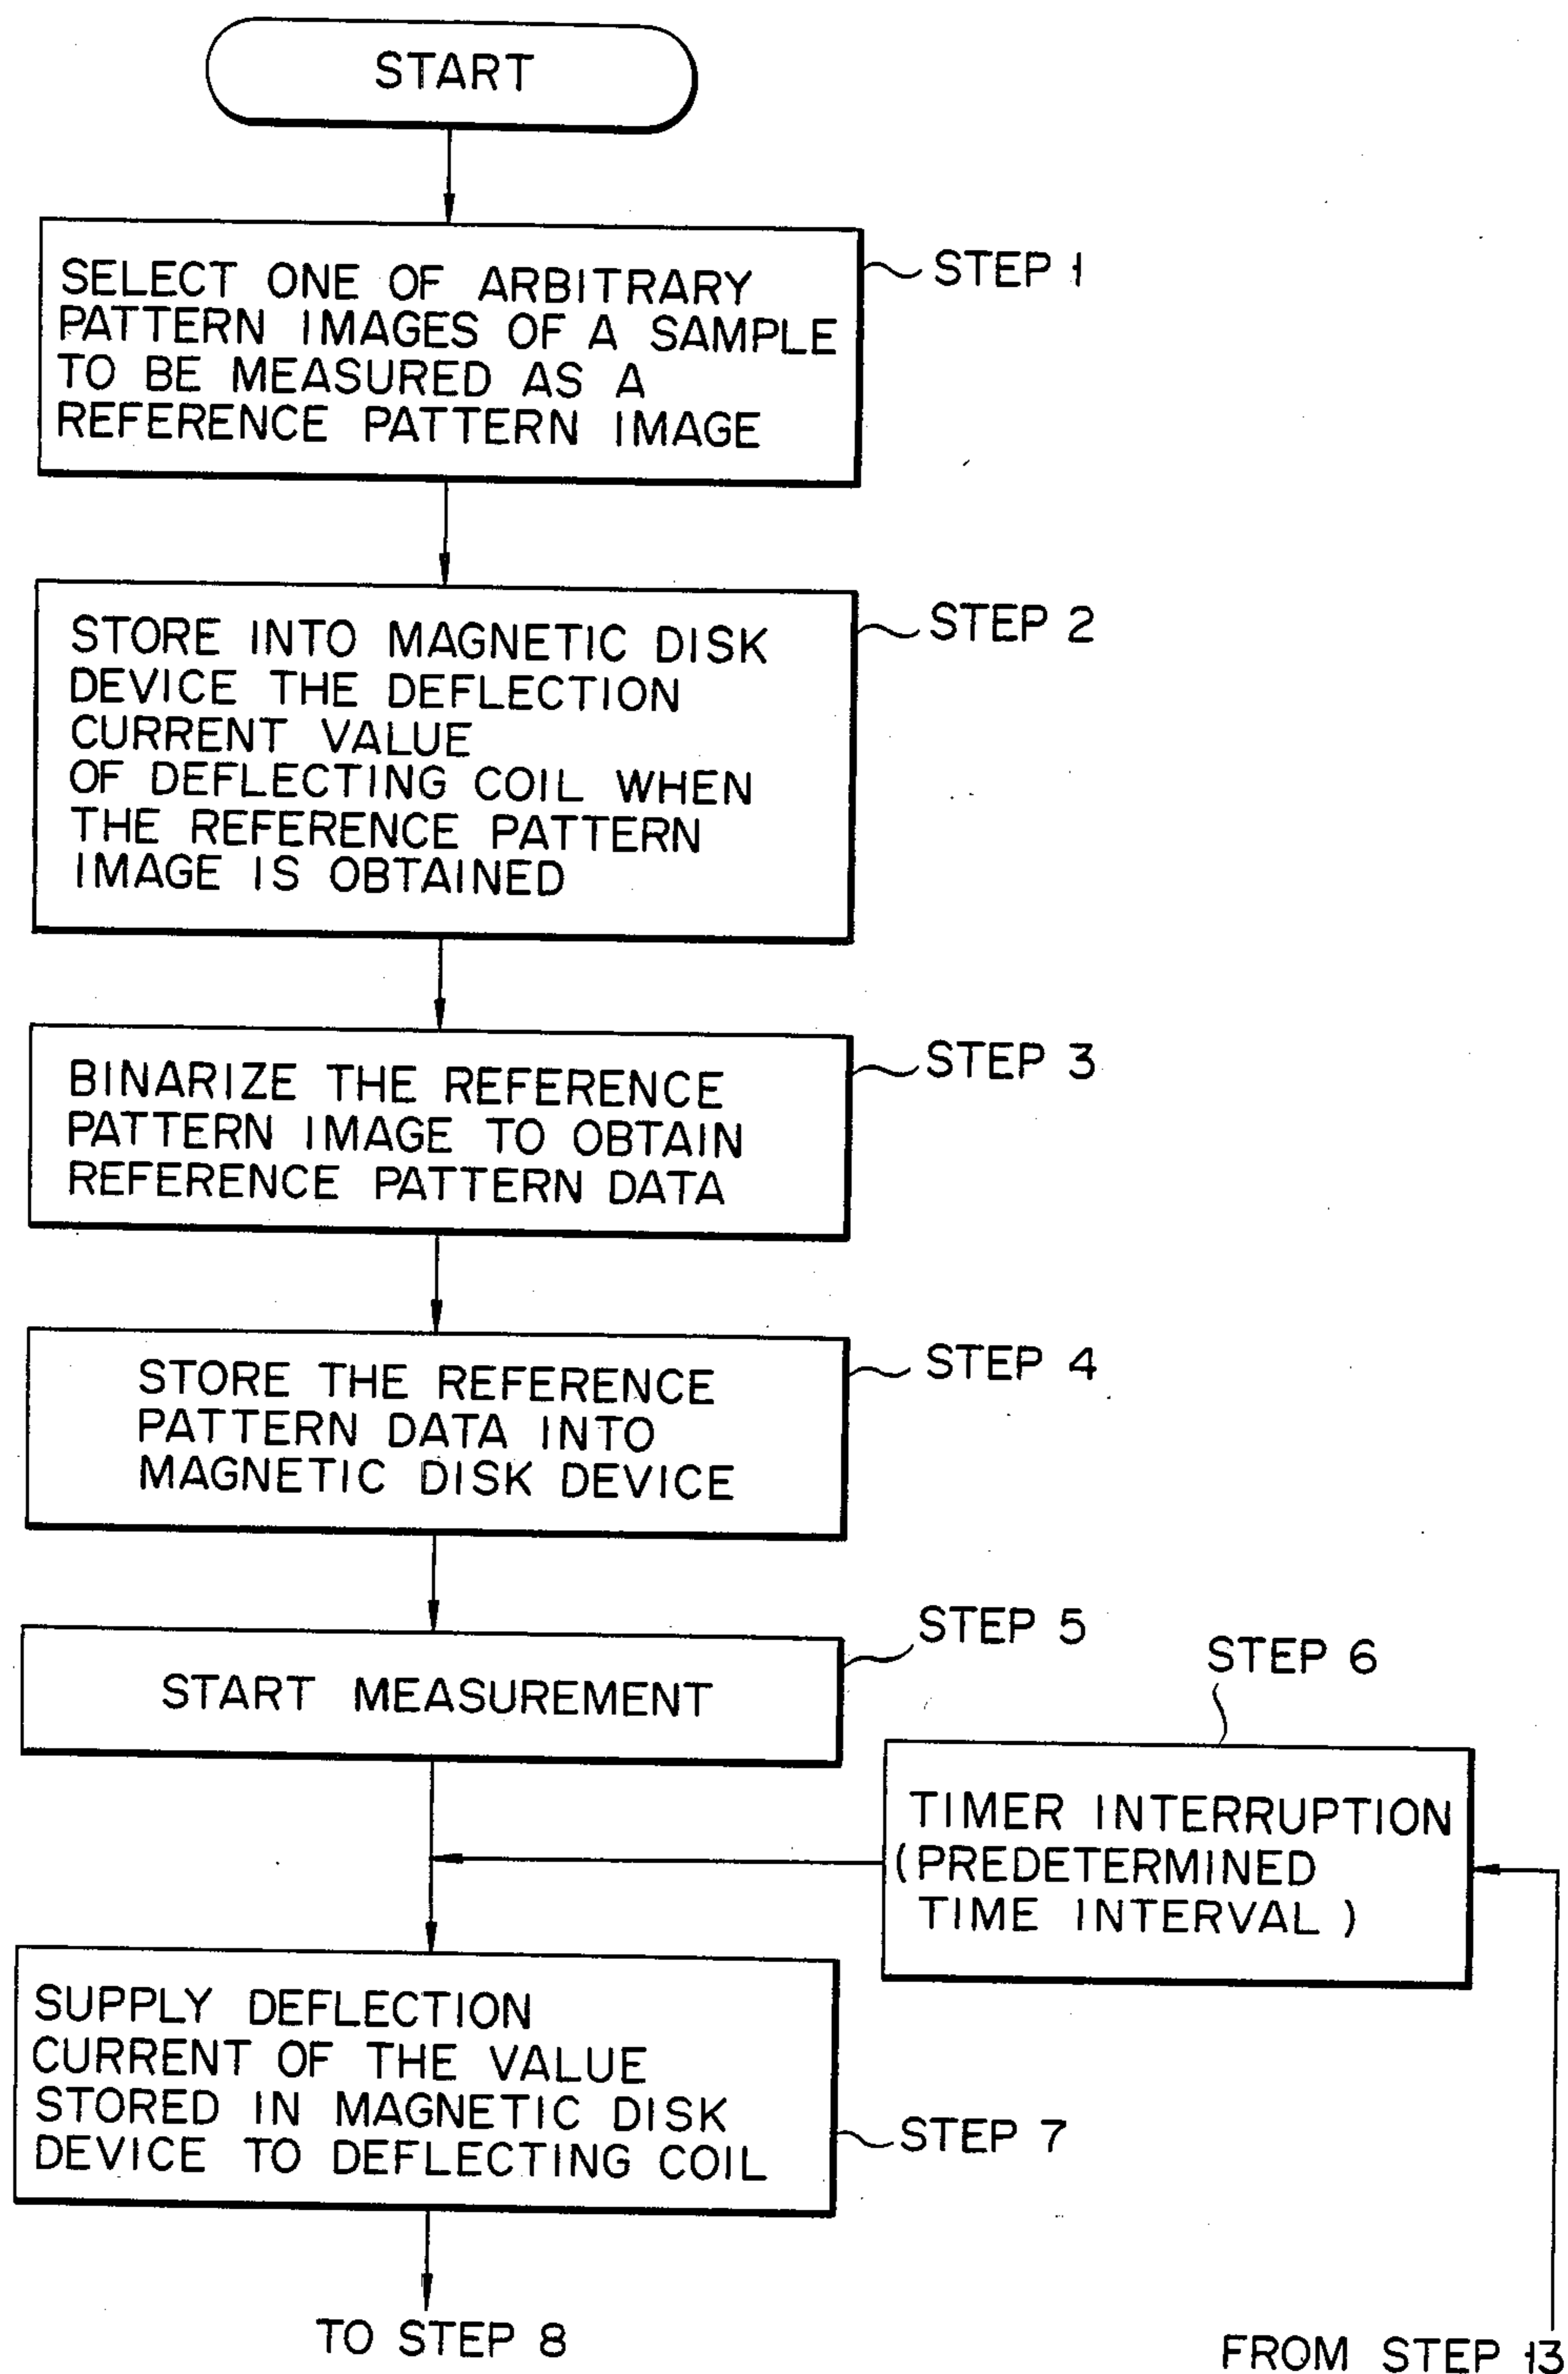 START
SELECT ONE OF ARBITRARY
PATTERN IMAGES OF A SAMPLE
TO BE MEASURED AS A
REFERENCE PATTERN IMAGE
STEP 1
STORE INTO MAGNETIC DISK
DEVICE THE DEFLECTION
CURRENT VALUE
OF DEFLECTING COIL WHEN
THE REFERENCE PATTERN
IMAGE IS OBTAINED
STEP 2
BINARIZE THE REFERENCE
PATTERN IMAGE TO OBTAIN
REFERENCE PATTERN DATA
STEP 3
STORE THE REFERENCE
PATTERN DATA INTO
MAGNETIC DISK DEVICE
STEP 4
START MEASUREMENT
STEP 5
STEP 6
TIMER INTERRUPTION
(PREDETERMINED
TIME INTERVAL)
SUPPLY DEFLECTION
CURRENT OF THE VALUE
STORED IN MAGNETIC DISK
DEVICE TO DEFLECTING COIL
STEP 7
TO STEP 8
FROM STEP 13